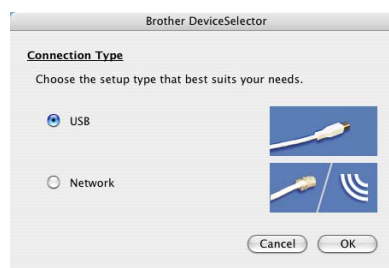 Brother DeviceSelector
Connection Type
Choose the setup type that best suits your needs.
USB
Network
Cancel OK